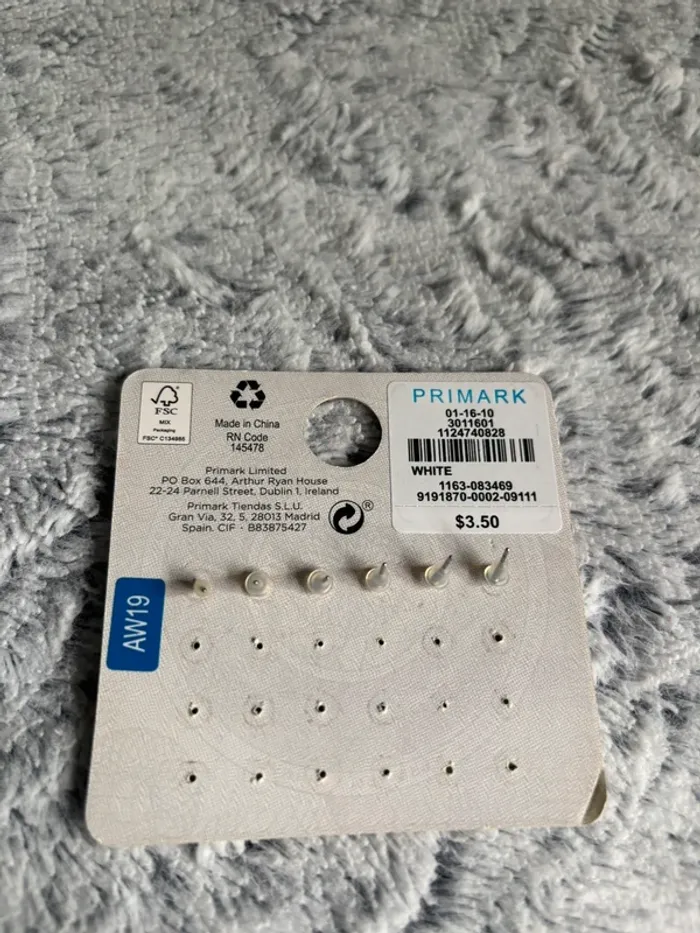 FSC
MIX
Packaging
FSC® C134985
Made in China
RN Code
145478
Primark Limited
PO Box 644, Arthur Ryan House
22-24 Parnell Street, Dublin 1, Ireland
Primark Tiendas S.L.U.
Gran Via, 32, 5, 28013 Madrid
Spain. CIF - B83875427
®
PRIMARK
01-16-10
3011601
1124740828
WHITE
1163-083469
9191870-0002-09111
$3.50
AW19